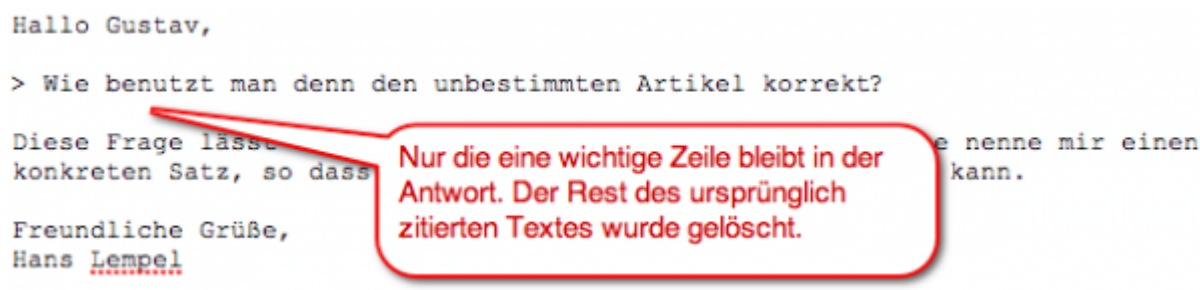 Hallo Gustav,
> Wie benutzt man denn den unbestimmten Artikel korrekt?
Diese Frage lässt
nenne mir einen
konkreten Satz, so dass
kann.
Nur die eine wichtige Zeile bleibt in der
Antwort. Der Rest des ursprünglich
zitierten Textes wurde gelöscht.
Freundliche Grüße,
Hans Lempel